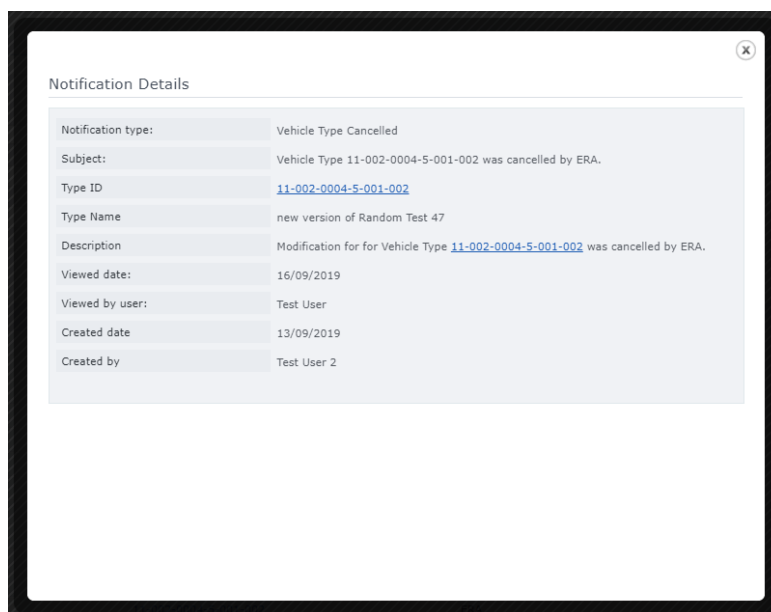 x
Notification Details
Notification type: Vehicle Type Cancelled
Subject: Vehicle Type 11-002-0004-5-001-002 was cancelled by ERA.
Type ID 11-002-0004-5-001-002
Type Name new version of Random Test 47
Description Modification for for Vehicle Type 11-002-0004-5-001-002 was cancelled by ERA.
Viewed date: 16/09/2019
Viewed by user: Test User
Created date 13/09/2019
Created by Test User 2